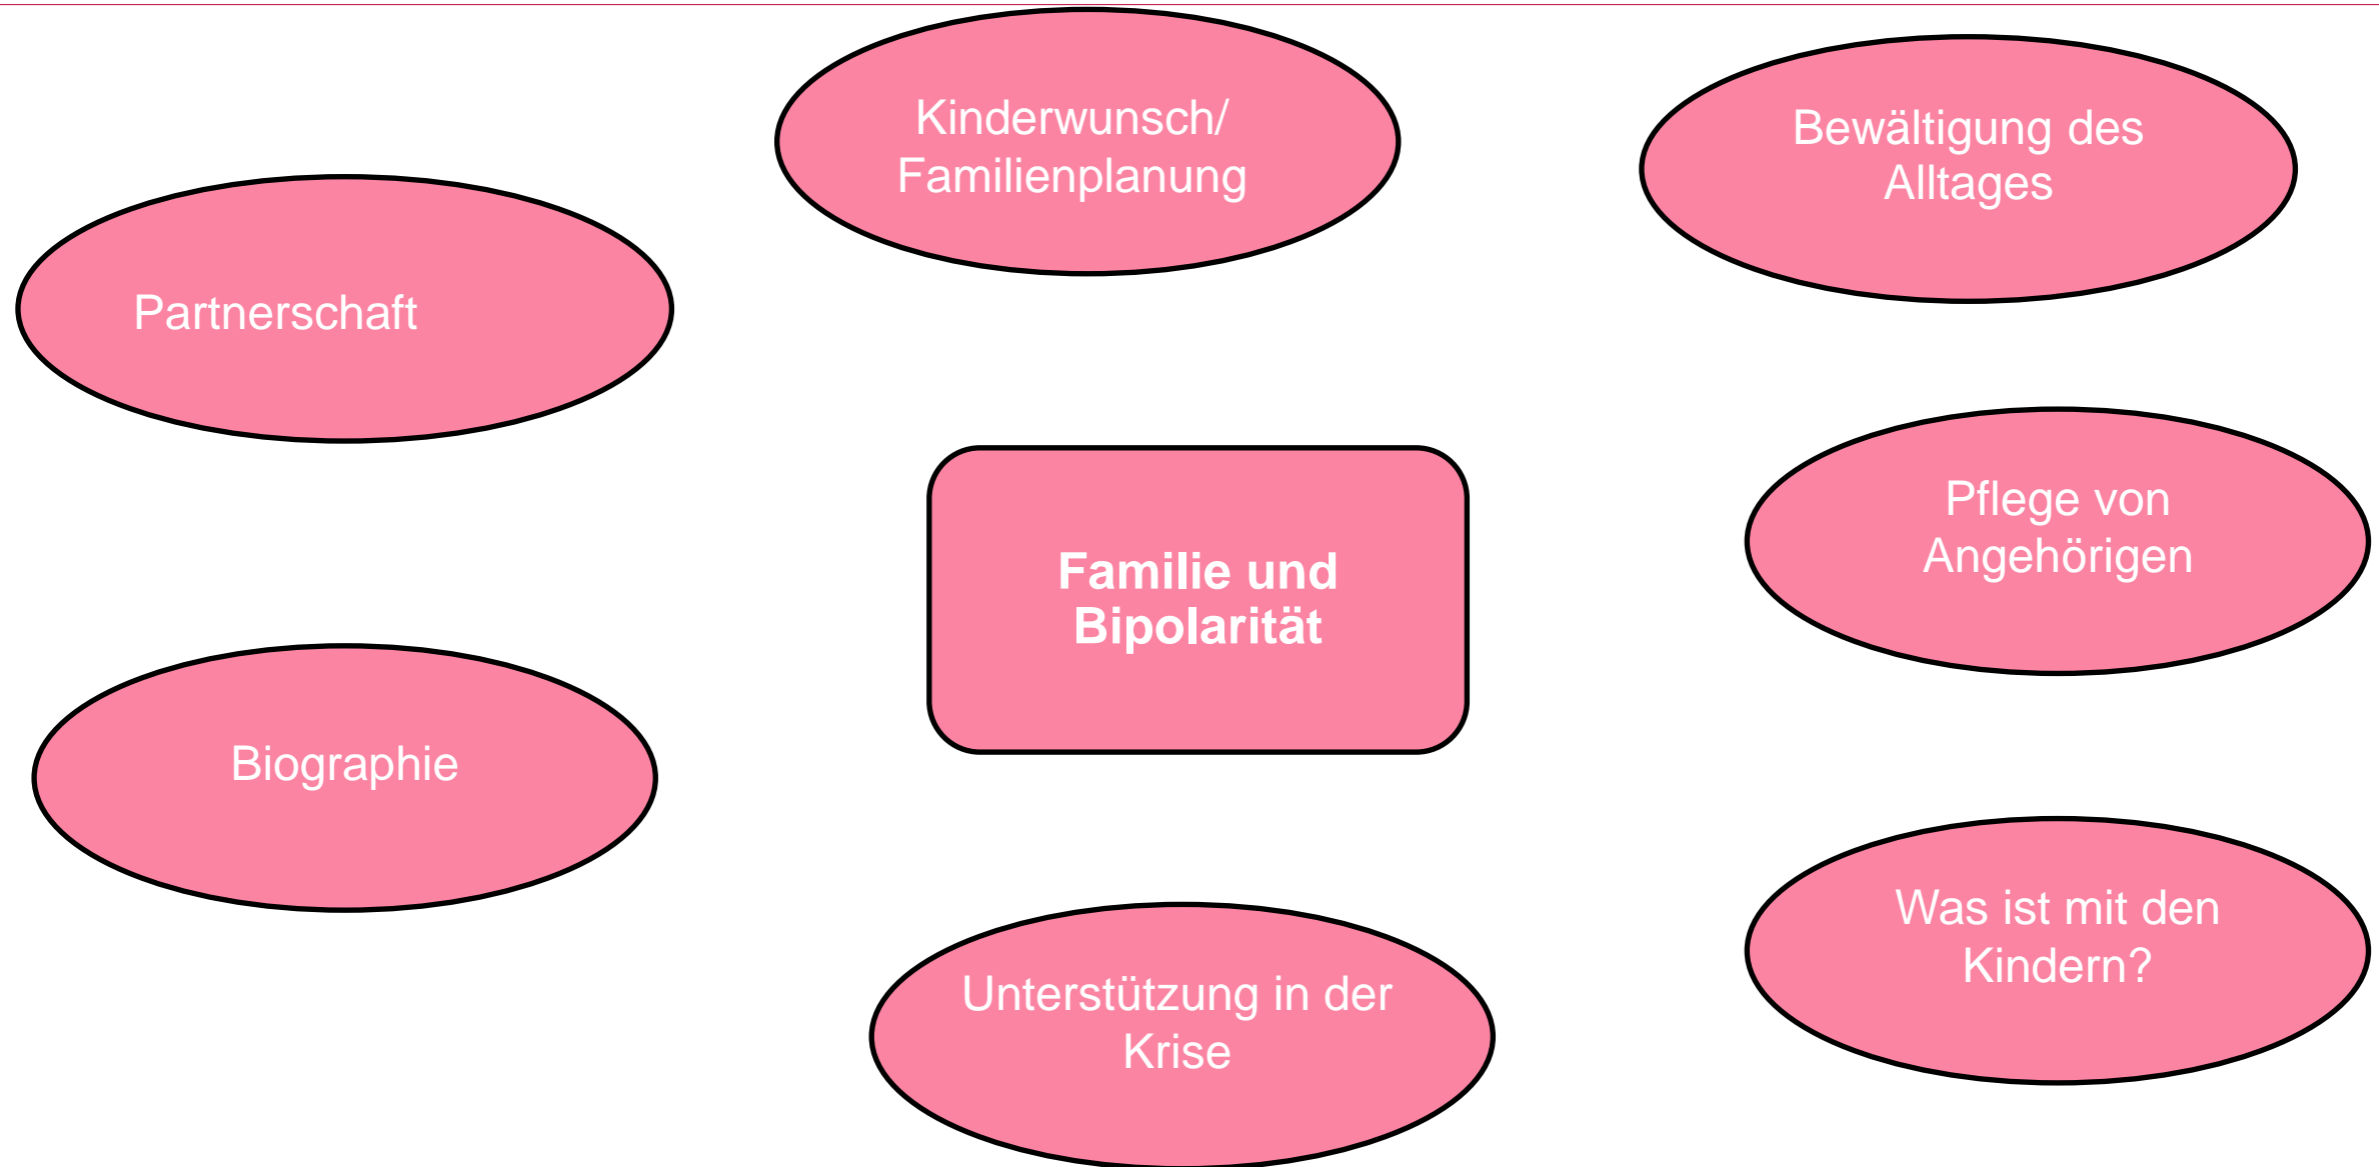 Kinderwunsch/
Familienplanung
Bewältigung des
Alltages
Partnerschaft
Pflege von
Angehörigen
Familie und
Bipolarität
Biographie
Was ist mit den
Kindern?
Unterstützung in der
Krise